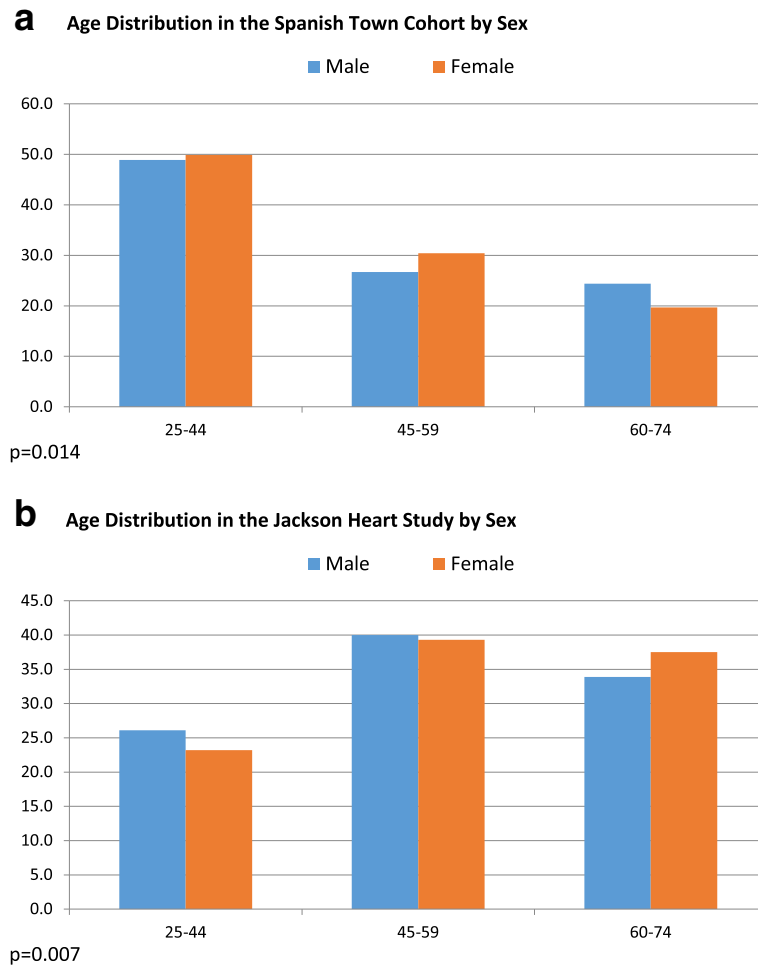 a Age Distribution in the Spanish Town Cohort by Sex
Male Female
60.0
50.0
40.0
30.0
20.0
10.0
0.0
25-44 45-59 60-74
p=0.014
b Age Distribution in the Jackson Heart Study by Sex
Male Female
45.0
40.0
35.0
30.0
25.0
20.0
15.0
10.0
5.0
0.0
25-44 45-59 60-74
p=0.007